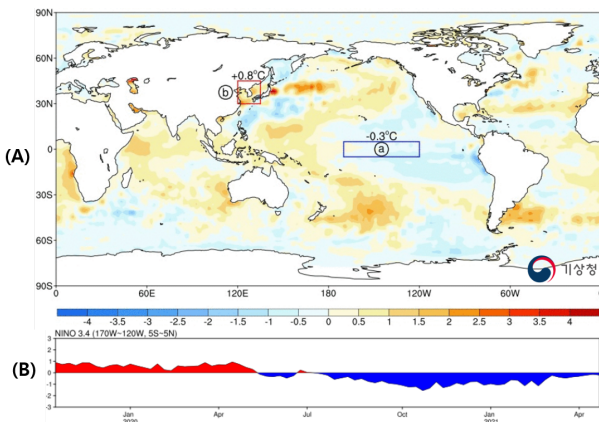 90N
60N
30N
0
30S
60S
90S
(A)
+0.8°C
ⓑ
-0.3°C
ⓐ
기상청
0 60E 120E 180 120W 60W
-4 -3.5 -3 -2.5 -2 -1.5 -1 -0.5 0 0.5 1 1.5 2 2.5 3 3.5 4
NINO 3.4 (170W~120W, 5S~5N)
(B)
3
2
1
0
-1
-2
-3
Jan Apr Jul Oct Jan Apr
2020 2021